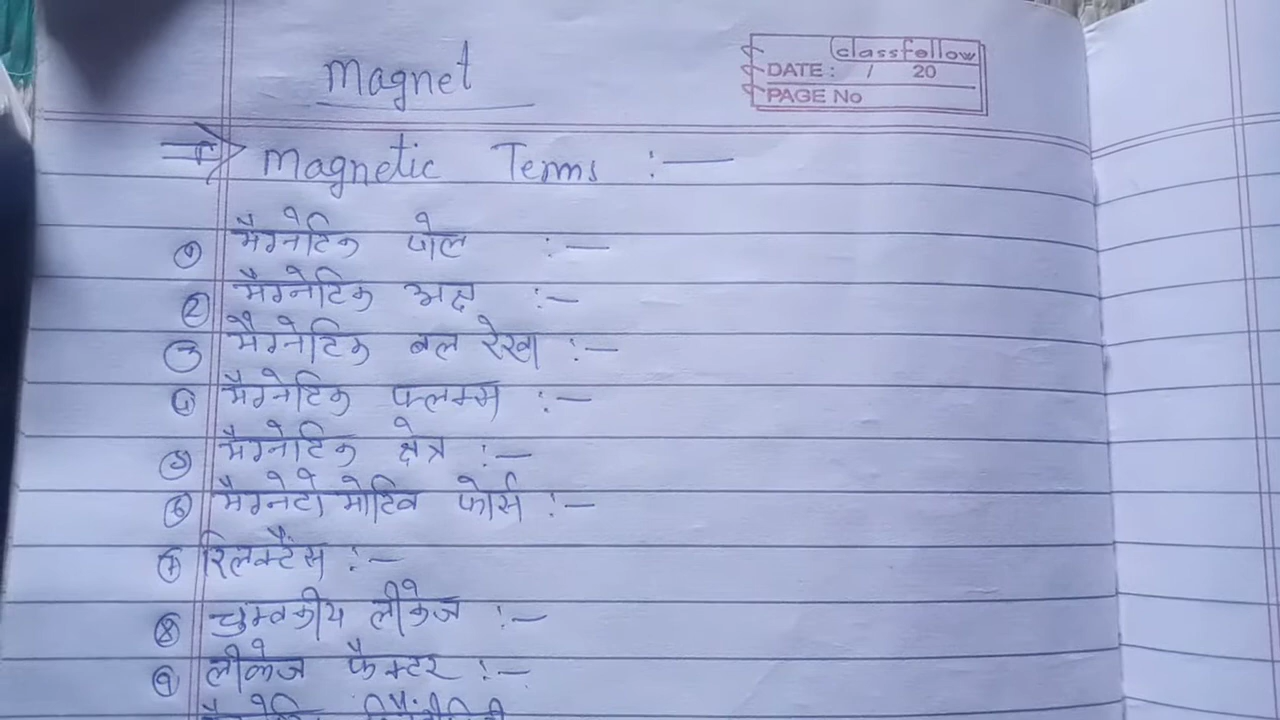 Magnet
classfellow
DATE : / 20
PAGE No
⇒ Magnetic Terms :—
① मैग्नेटिक पोल :—
② मैग्नेटिक अक्ष :—
③ मैग्नेटिक बल रेखा :—
④ मैग्नेटिक फ्लक्स :—
⑤ मैग्नेटिक क्षेत्र :—
⑥ मैग्नेटो मोटिव फोर्स :—
⑦ रिलक्टैंस :—
⑧ चुम्बकीय लीकेज :—
⑨ लीकेज फैक्टर :—
मैग्नेटिक